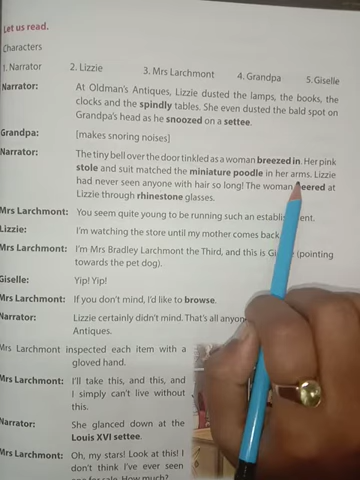 Let us read.
Characters
1. Narrator 2. Lizzie 3. Mrs Larchmont 4. Grandpa 5. Giselle
Narrator: At Oldman's Antiques, Lizzie dusted the lamps, the books, the
clocks and the spindly tables. She even dusted the bald spot on
Grandpa's head as he snoozed on a settee.
Grandpa: [makes snoring noises]
Narrator: The tiny bell over the door tinkled as a woman breezed in. Her pink
stole and suit matched the miniature poodle in her arms. Lizzie
had never seen anyone with hair so long! The woman eered at
Lizzie through rhinestone glasses.
Mrs Larchmont: You seem quite young to be running such an establis ent.
Lizzie: I'm watching the store until my mother comes back
Mrs Larchmont: I'm Mrs Bradley Larchmont the Third, and this is Gi (pointing
towards the pet dog).
Giselle: Yip! Yip!
Mrs Larchmont: If you don't mind, I'd like to browse.
Narrator: Lizzie certainly didn't mind. That's all anyon
Antiques.
Mrs Larchmont inspected each item with a
gloved hand.
Mrs Larchmont: I'll take this, and this, and
I simply can't live without
this.
Narrator: She glanced down at the
Louis XVI settee.
Mrs Larchmont: Oh, my stars! Look at this! I
don't think I've ever seen
for sale. How much?